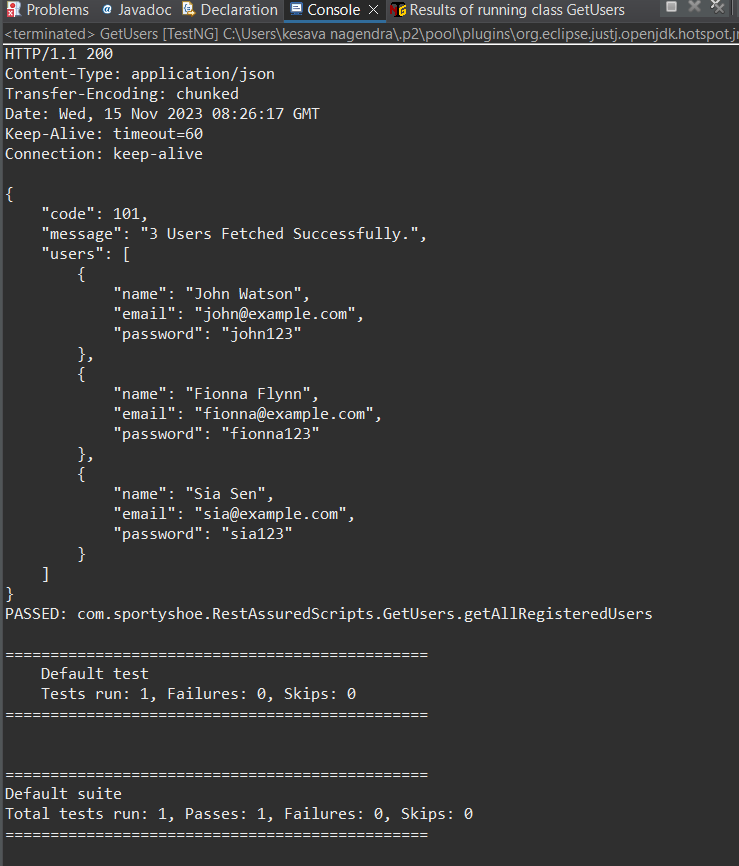 Problems @ Javadoc Declaration Console Results of running class GetUsers
<terminated> GetUsers [TestNG] C:\Users\kesava nagendra\.p2\pool\plugins\org.eclipse.justj.openjdk.hotspot.jr
HTTP/1.1 200
Content-Type: application/json
Transfer-Encoding: chunked
Date: Wed, 15 Nov 2023 08:26:17 GMT
Keep-Alive: timeout=60
Connection: keep-alive

{
    "code": 101,
    "message": "3 Users Fetched Successfully.",
    "users": [
        {
            "name": "John Watson",
            "email": "john@example.com",
            "password": "john123"
        },
        {
            "name": "Fionna Flynn",
            "email": "fionna@example.com",
            "password": "fionna123"
        },
        {
            "name": "Sia Sen",
            "email": "sia@example.com",
            "password": "sia123"
        }
    ]
}
PASSED: com.sportyshoe.RestAssuredScripts.GetUsers.getAllRegisteredUsers

===============================================
    Default test
    Tests run: 1, Failures: 0, Skips: 0
===============================================


===============================================
Default suite
Total tests run: 1, Passes: 1, Failures: 0, Skips: 0
===============================================